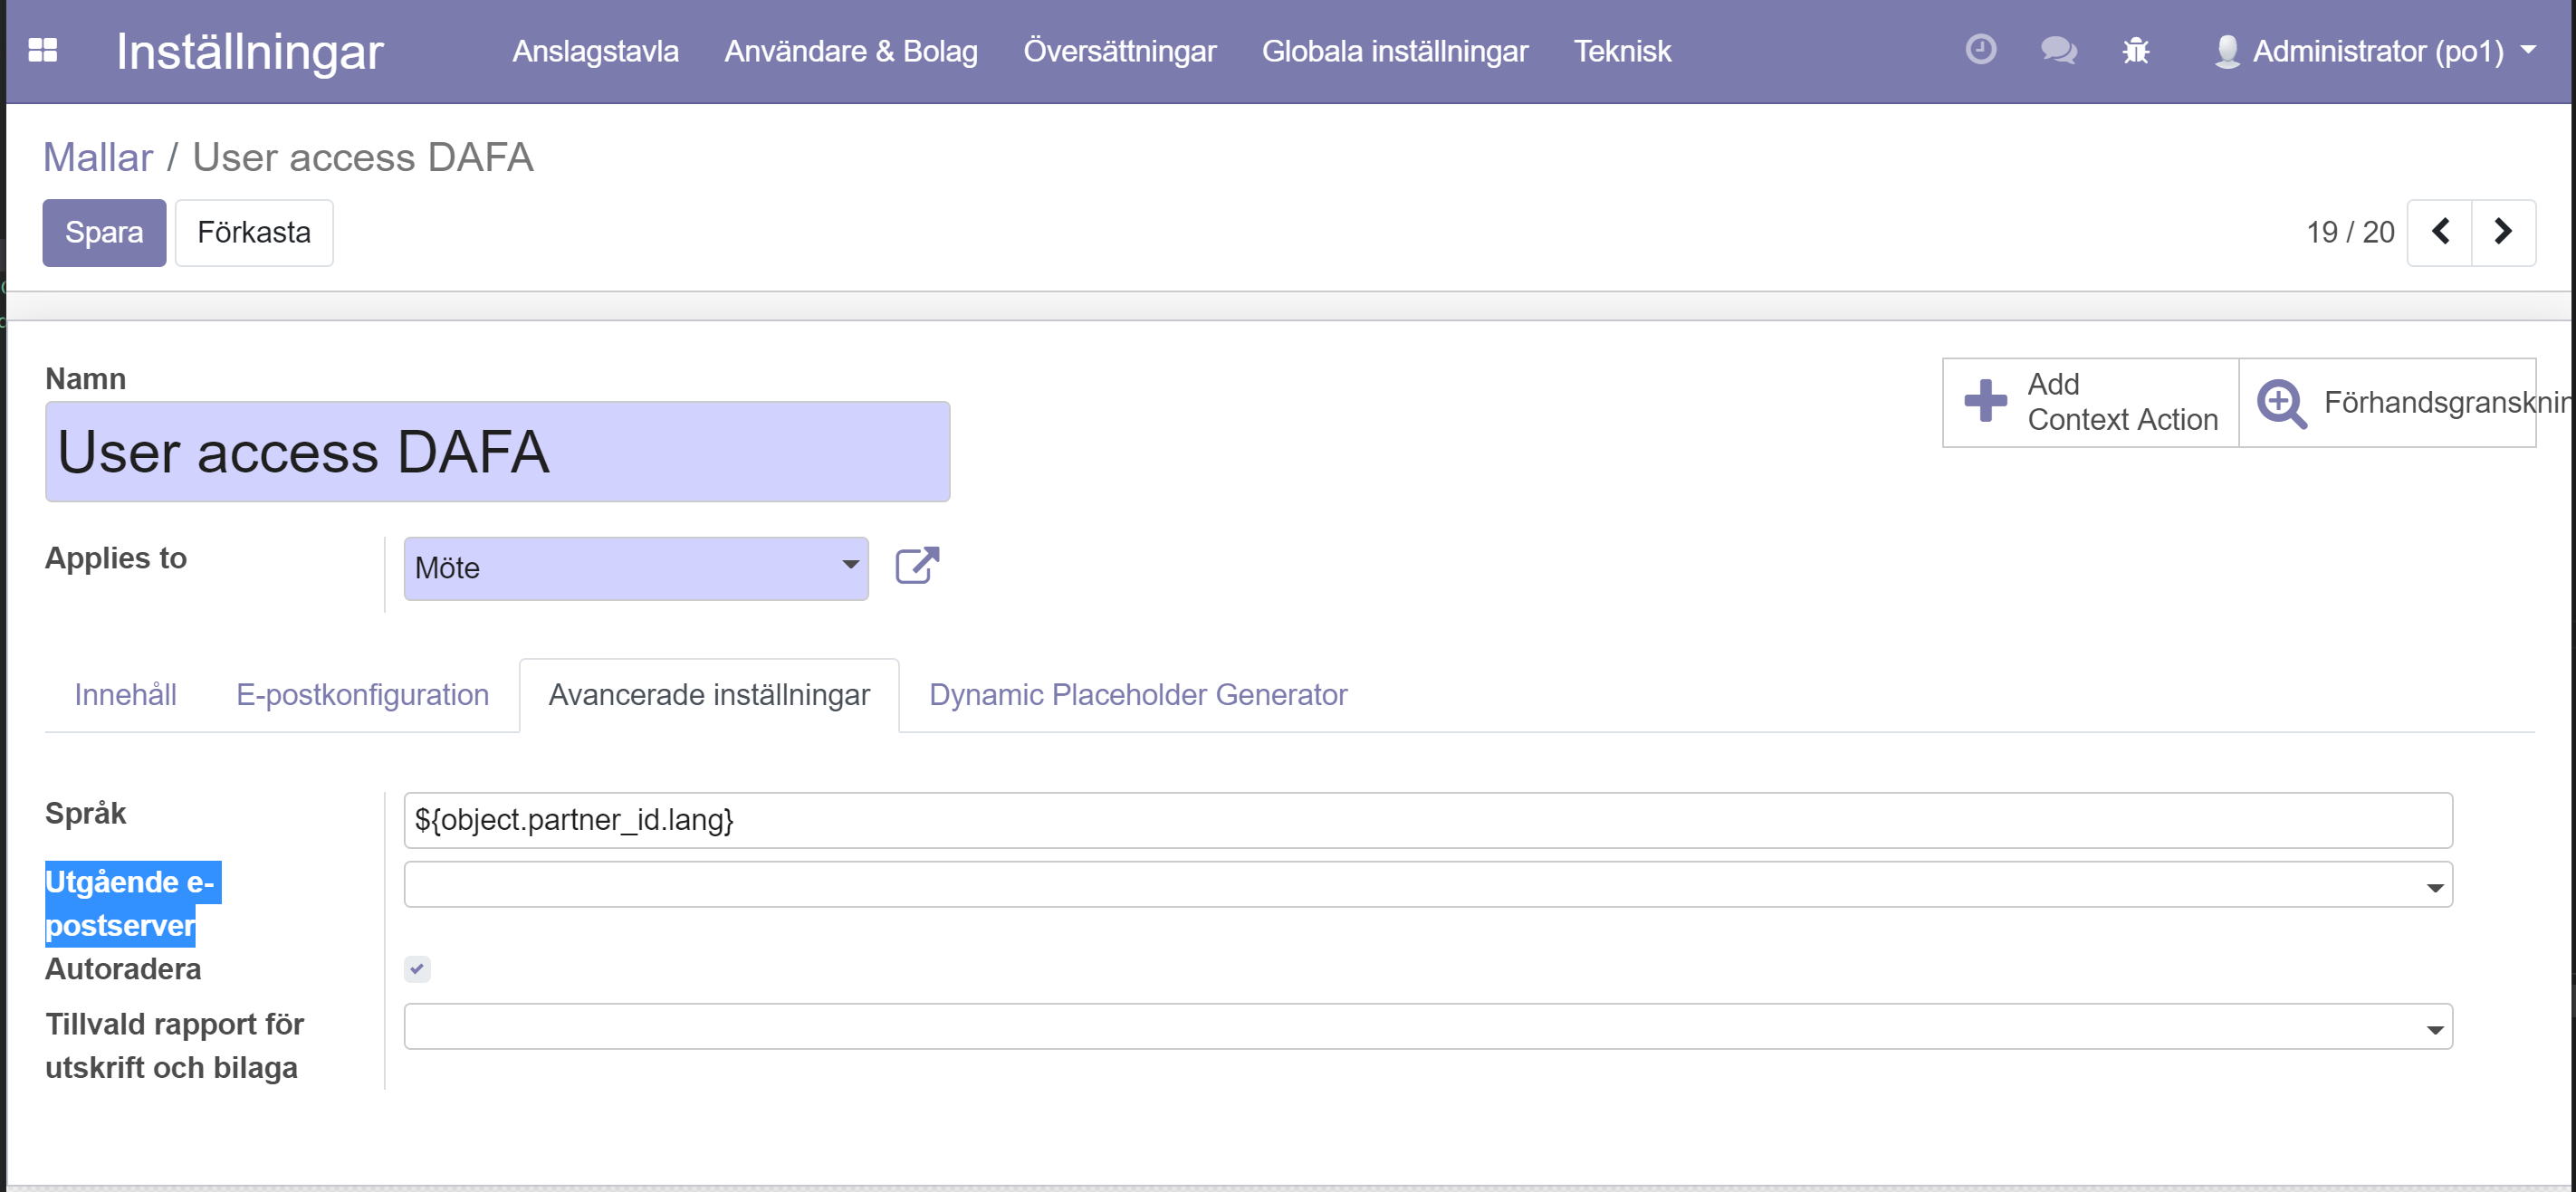 Inställningar
Anslagstavla
Användare & Bolag
Översättningar
Globala inställningar
Teknisk
Administrator (po1)
Mallar / User access DAFA
Spara
Förkasta
19 / 20
Add
Context Action
Förhandsgransknin
Namn
User access DAFA
Applies to
Möte
Innehåll
E-postkonfiguration
Avancerade inställningar
Dynamic Placeholder Generator
Språk
${object.partner_id.lang}
Utgående e-
postserver
Autoradera
Tillvald rapport för
utskrift och bilaga